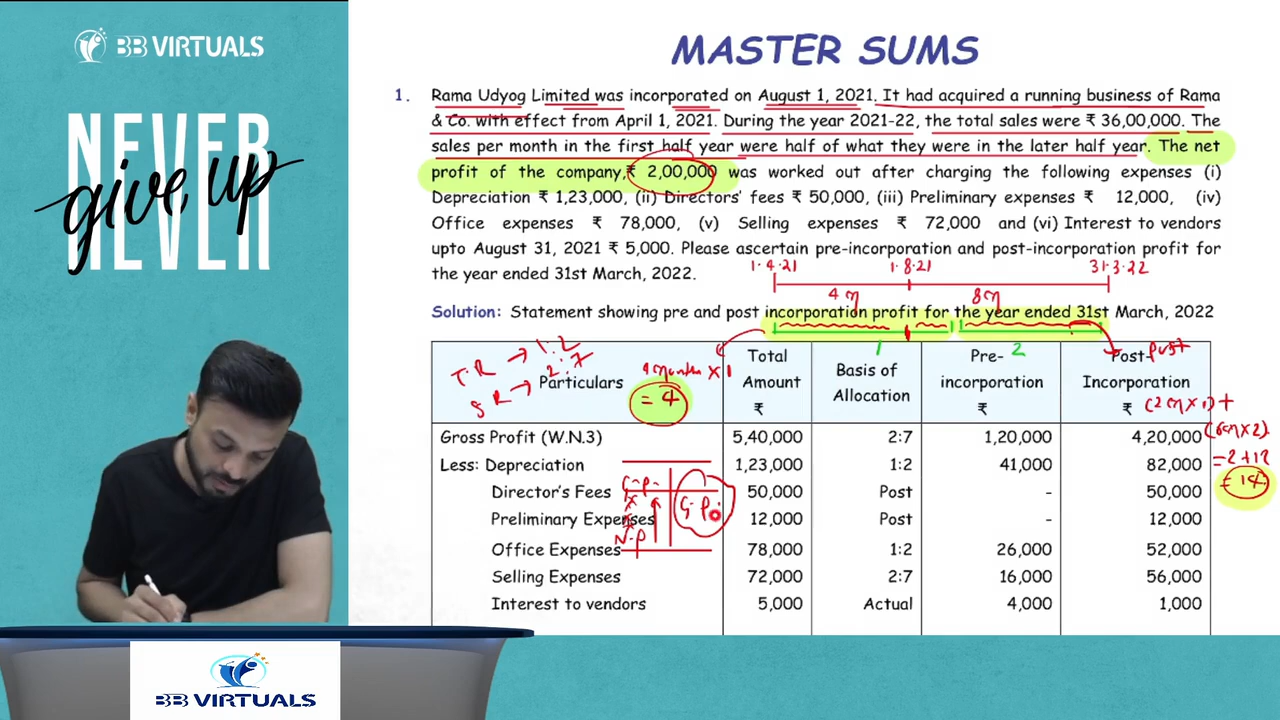 BB VIRTUALS
NEVER
give up
NEVER
MASTER SUMS
1. Rama Udyog Limited was incorporated on August 1, 2021. It had acquired a running business of Rama
& Co. with effect from April 1, 2021. During the year 2021-22, the total sales were ₹ 36,00,000. The
sales per month in the first half year were half of what they were in the later half year. The net
profit of the company,₹ 2,00,000 was worked out after charging the following expenses (i)
Depreciation ₹ 1,23,000, (ii) Directors' fees ₹ 50,000, (iii) Preliminary expenses ₹ 12,000, (iv)
Office expenses ₹ 78,000, (v) Selling expenses ₹ 72,000 and (vi) Interest to vendors
upto August 31, 2021 ₹ 5,000. Please ascertain pre-incorporation and post-incorporation profit for
the year ended 31st March, 2022.
1.4.21 1.8.21 31.3.22
4 m 8m
Solution: Statement showing pre and post incorporation profit for the year ended 31st March, 2022
1 2
T.R → 1:2
S R → 2:7
4 months x 1
= 4
post
(2m x 1) +
(6m x 2)
= 2 + 12
= 14
Particulars Total Amount ₹ Basis of Allocation Pre-incorporation ₹ Post-Incorporation ₹
Gross Profit (W.N.3) 5,40,000 2:7 1,20,000 4,20,000
Less: Depreciation 1,23,000 1:2 41,000 82,000
Director's Fees 50,000 Post - 50,000
Preliminary Expenses 12,000 Post - 12,000
Office Expenses 78,000 1:2 26,000 52,000
Selling Expenses 72,000 2:7 16,000 56,000
Interest to vendors 5,000 Actual 4,000 1,000
G.P.
N.P
G.P.
BB VIRTUALS